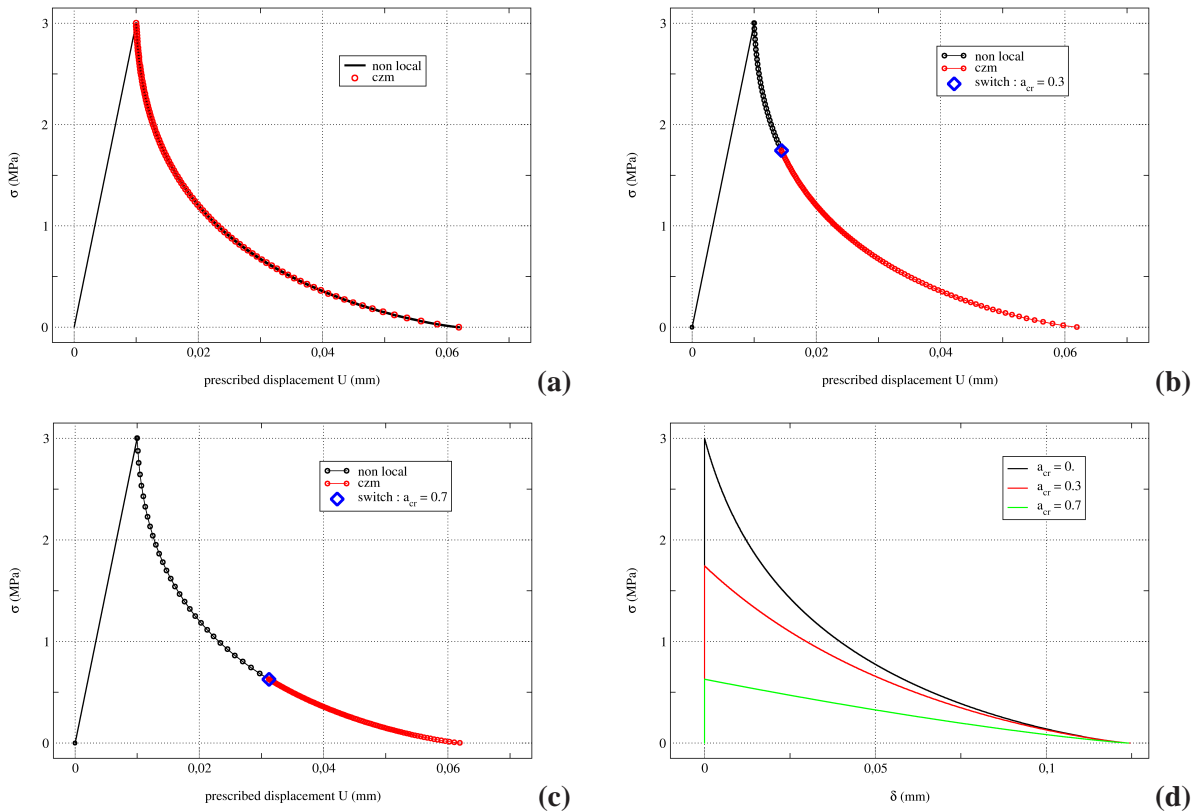 3
2
1
0
σ (MPa)
non local
czm
0 0,02 0,04 0,06
prescribed displacement U (mm)
(a)
3
2
1
0
σ (MPa)
non local
czm
switch : a_cr = 0.3
0 0,02 0,04 0,06
prescribed displacement U (mm)
(b)
3
2
1
0
σ (MPa)
non local
czm
switch : a_cr = 0.7
0 0,02 0,04 0,06
prescribed displacement U (mm)
(c)
3
2
1
0
σ (MPa)
a_cr = 0.
a_cr = 0.3
a_cr = 0.7
0 0,05 0,1
δ (mm)
(d)